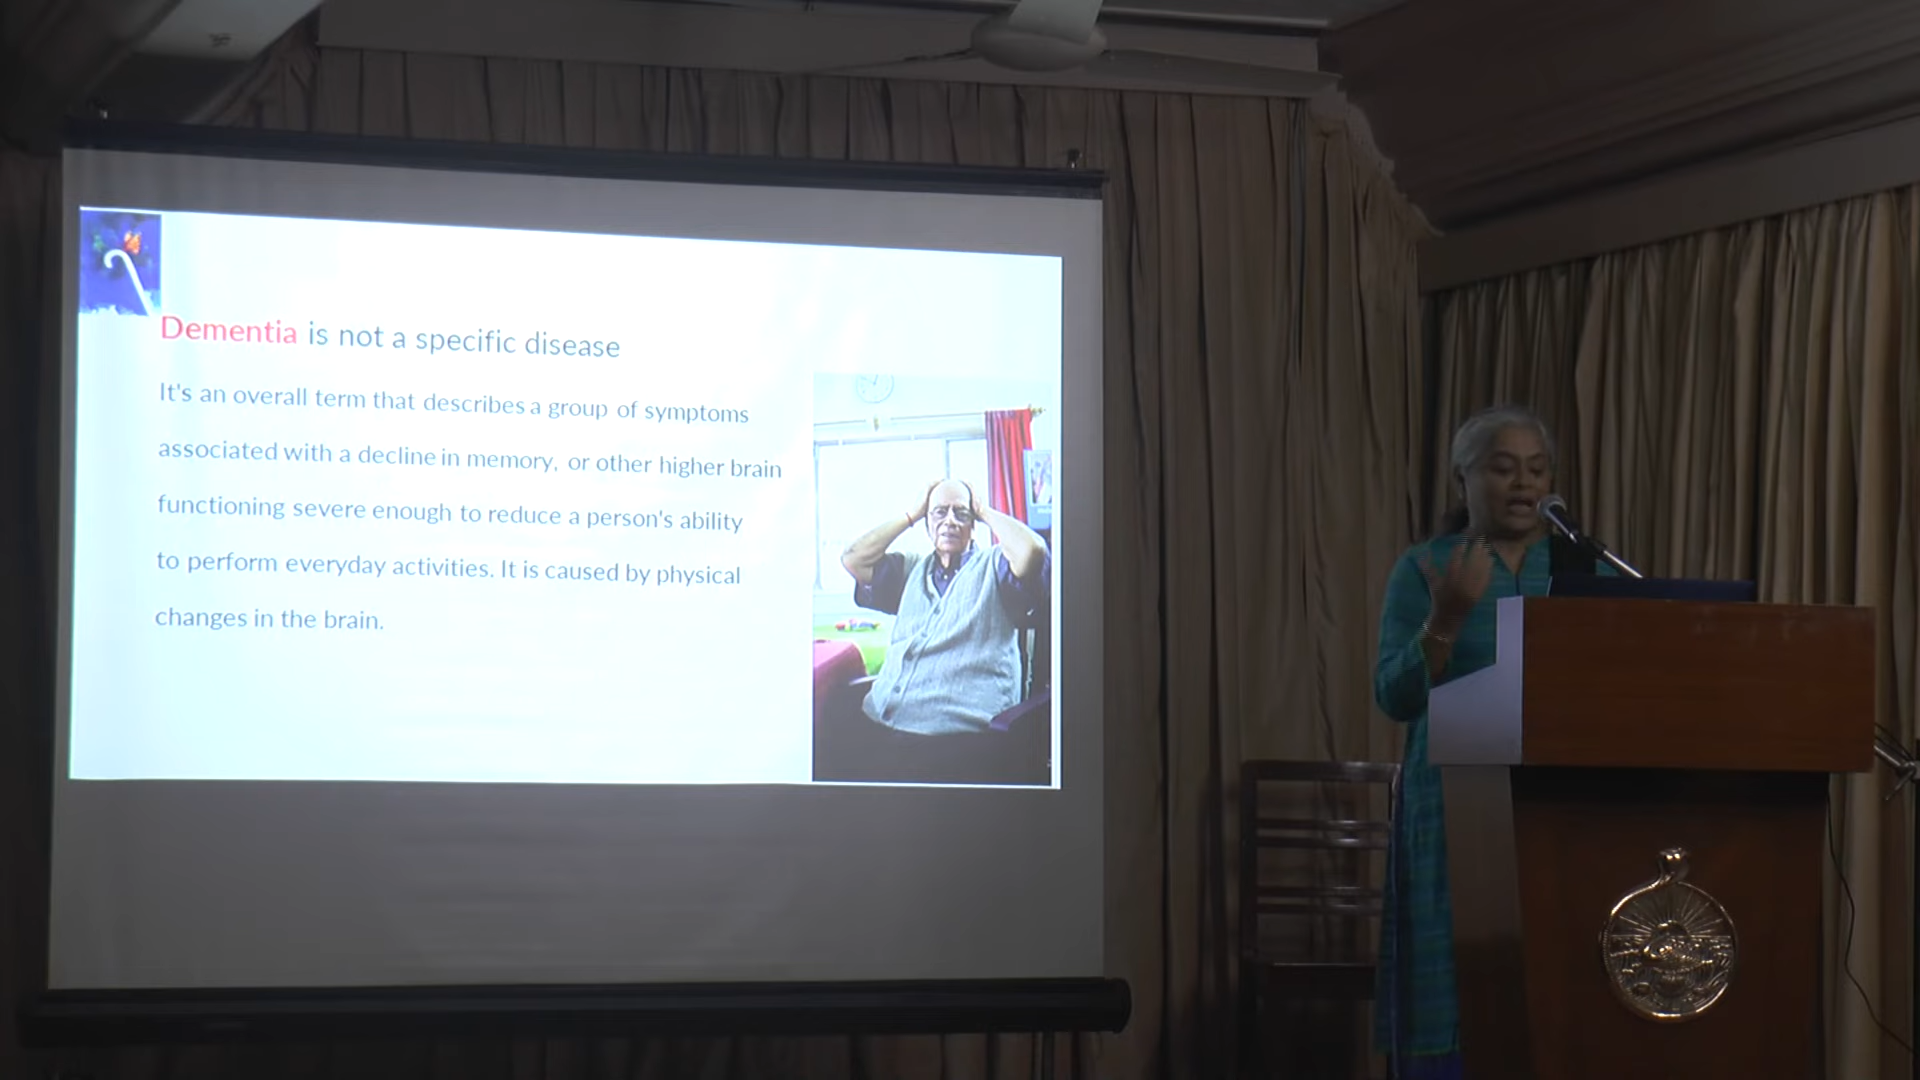 Dementia is not a specific disease
It's an overall term that describes a group of symptoms
associated with a decline in memory, or other higher brain
functioning severe enough to reduce a person's ability
to perform everyday activities. It is caused by physical
changes in the brain.